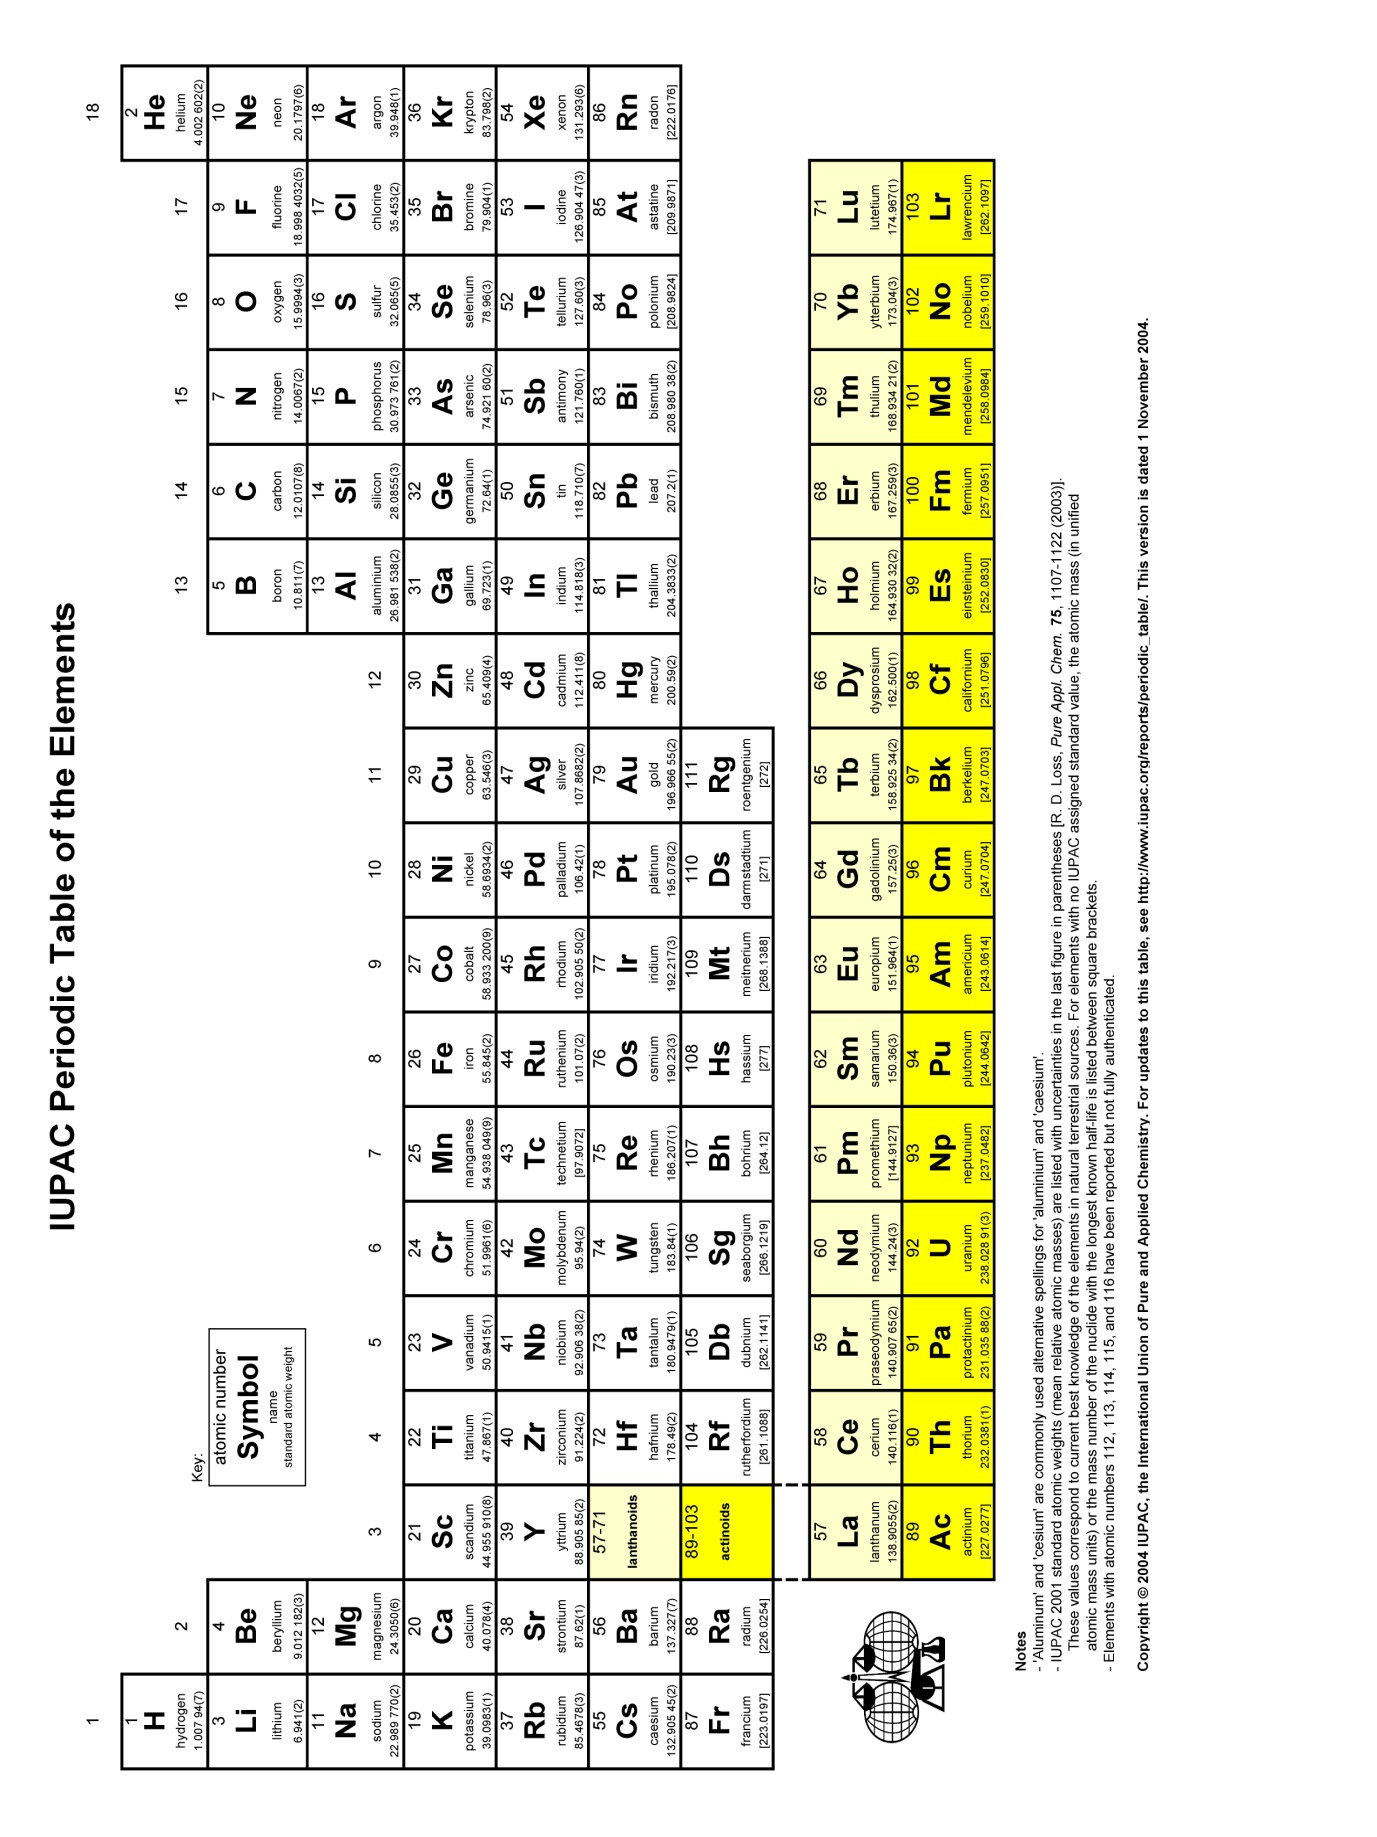 IUPAC Periodic Table of the Elements
1 18
1 2
H He
hydrogen helium
1.007 94(7) 4.002 602(2)
2 Key: 13 14 15 16 17
atomic number
Symbol
name
standard atomic weight
3 4 5 6 7 8 9 10
Li Be B C N O F Ne
lithium beryllium boron carbon nitrogen oxygen fluorine neon
6.941(2) 9.012 182(3) 10.811(7) 12.0107(8) 14.0067(2) 15.9994(3) 18.998 4032(5) 20.1797(6)
11 12 13 14 15 16 17 18
Na Mg Al Si P S Cl Ar
sodium magnesium aluminium silicon phosphorus sulfur chlorine argon
22.989 770(2) 24.3050(6) 26.981 538(2) 28.0855(3) 30.973 761(2) 32.065(5) 35.453(2) 39.948(1)
3 4 5 6 7 8 9 10 11 12
19 20 21 22 23 24 25 26 27 28 29 30 31 32 33 34 35 36
K Ca Sc Ti V Cr Mn Fe Co Ni Cu Zn Ga Ge As Se Br Kr
potassium calcium scandium titanium vanadium chromium manganese iron cobalt nickel copper zinc gallium germanium arsenic selenium bromine krypton
39.0983(1) 40.078(4) 44.955 910(8) 47.867(1) 50.9415(1) 51.9961(6) 54.938 049(9) 55.845(2) 58.933 200(9) 58.6934(2) 63.546(3) 65.409(4) 69.723(1) 72.64(1) 74.921 60(2) 78.96(3) 79.904(1) 83.798(2)
37 38 39 40 41 42 43 44 45 46 47 48 49 50 51 52 53 54
Rb Sr Y Zr Nb Mo Tc Ru Rh Pd Ag Cd In Sn Sb Te I Xe
rubidium strontium yttrium zirconium niobium molybdenum technetium ruthenium rhodium palladium silver cadmium indium tin antimony tellurium iodine xenon
85.4678(3) 87.62(1) 88.905 85(2) 91.224(2) 92.906 38(2) 95.94(2) [97.9072] 101.07(2) 102.905 50(2) 106.42(1) 107.8682(2) 112.411(8) 114.818(3) 118.710(7) 121.760(1) 127.60(3) 126.904 47(3) 131.293(6)
55 56 57-71 72 73 74 75 76 77 78 79 80 81 82 83 84 85 86
Cs Ba lanthanoids Hf Ta W Re Os Ir Pt Au Hg Tl Pb Bi Po At Rn
caesium barium hafnium tantalum tungsten rhenium osmium iridium platinum gold mercury thallium lead bismuth polonium astatine radon
132.905 45(2) 137.327(7) 178.49(2) 180.9479(1) 183.84(1) 186.207(1) 190.23(3) 192.217(3) 195.078(2) 196.966 55(2) 200.59(2) 204.3833(2) 207.2(1) 208.980 38(2) [208.9824] [209.9871] [222.0176]
87 88 89-103 104 105 106 107 108 109 110 111
Fr Ra actinoids Rf Db Sg Bh Hs Mt Ds Rg
francium radium rutherfordium dubnium seaborgium bohrium hassium meitnerium darmstadtium roentgenium
[223.0197] [226.0254] [261.1088] [262.1141] [266.1219] [264.12] [277] [268.1388] [271] [272]
57 58 59 60 61 62 63 64 65 66 67 68 69 70 71
La Ce Pr Nd Pm Sm Eu Gd Tb Dy Ho Er Tm Yb Lu
lanthanum cerium praseodymium neodymium promethium samarium europium gadolinium terbium dysprosium holmium erbium thulium ytterbium lutetium
138.9055(2) 140.116(1) 140.907 65(2) 144.24(3) [144.9127] 150.36(3) 151.964(1) 157.25(3) 158.925 34(2) 162.500(1) 164.930 32(2) 167.259(3) 168.934 21(2) 173.04(3) 174.967(1)
89 90 91 92 93 94 95 96 97 98 99 100 101 102 103
Ac Th Pa U Np Pu Am Cm Bk Cf Es Fm Md No Lr
actinium thorium protactinium uranium neptunium plutonium americium curium berkelium californium einsteinium fermium mendelevium nobelium lawrencium
[227.0277] 232.0381(1) 231.035 88(2) 238.028 91(3) [237.0482] [244.0642] [243.0614] [247.0704] [247.0703] [251.0796] [252.0830] [257.0951] [258.0984] [259.1010] [262.1097]
Notes
- 'Aluminum' and 'cesium' are commonly used alternative spellings for 'aluminium' and 'caesium'.
- IUPAC 2001 standard atomic weights (mean relative atomic masses) are listed with uncertainties in the last figure in parentheses [R. D. Loss, Pure Appl. Chem. 75, 1107-1122 (2003)].
These values correspond to current best knowledge of the elements in natural terrestrial sources. For elements with no IUPAC assigned standard value, the atomic mass (in unified
atomic mass units) or the mass number of the nuclide with the longest known half-life is listed between square brackets.
- Elements with atomic numbers 112, 113, 114, 115, and 116 have been reported but not fully authenticated.
Copyright © 2004 IUPAC, the International Union of Pure and Applied Chemistry. For updates to this table, see http://www.iupac.org/reports/periodic_table/. This version is dated 1 November 2004.